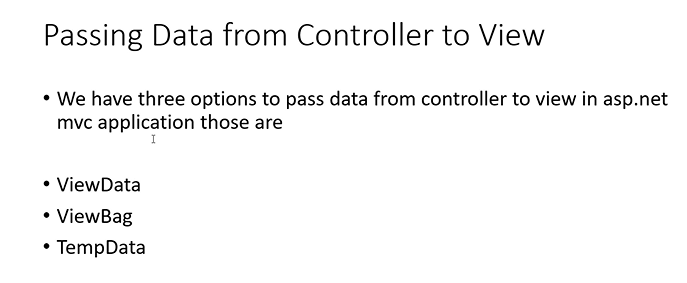 Passing Data from Controller to View
• We have three options to pass data from controller to view in asp.net
mvc application those are
• ViewData
• ViewBag
• TempData